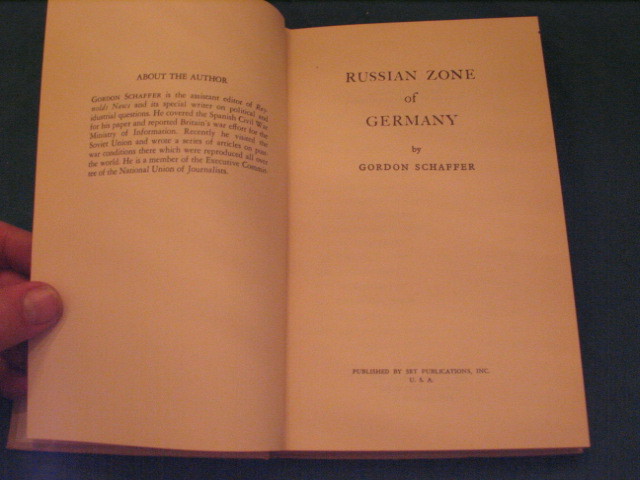 ABOUT THE AUTHOR
GORDON SCHAFFER is the assistant editor of Rey-
nolds News and its special writer on political and
industrial questions. He covered the Spanish Civil War
for his paper and reported Britain's war effort for the
Ministry of Information. Recently he visited the
Soviet Union and wrote a series of articles on post-
war conditions there which were reproduced all over
the world. He is a member of the Executive Commit-
tee of the National Union of Journalists.
RUSSIAN ZONE
of
GERMANY
by
GORDON SCHAFFER
PUBLISHED BY SRT PUBLICATIONS, INC.
U. S. A.